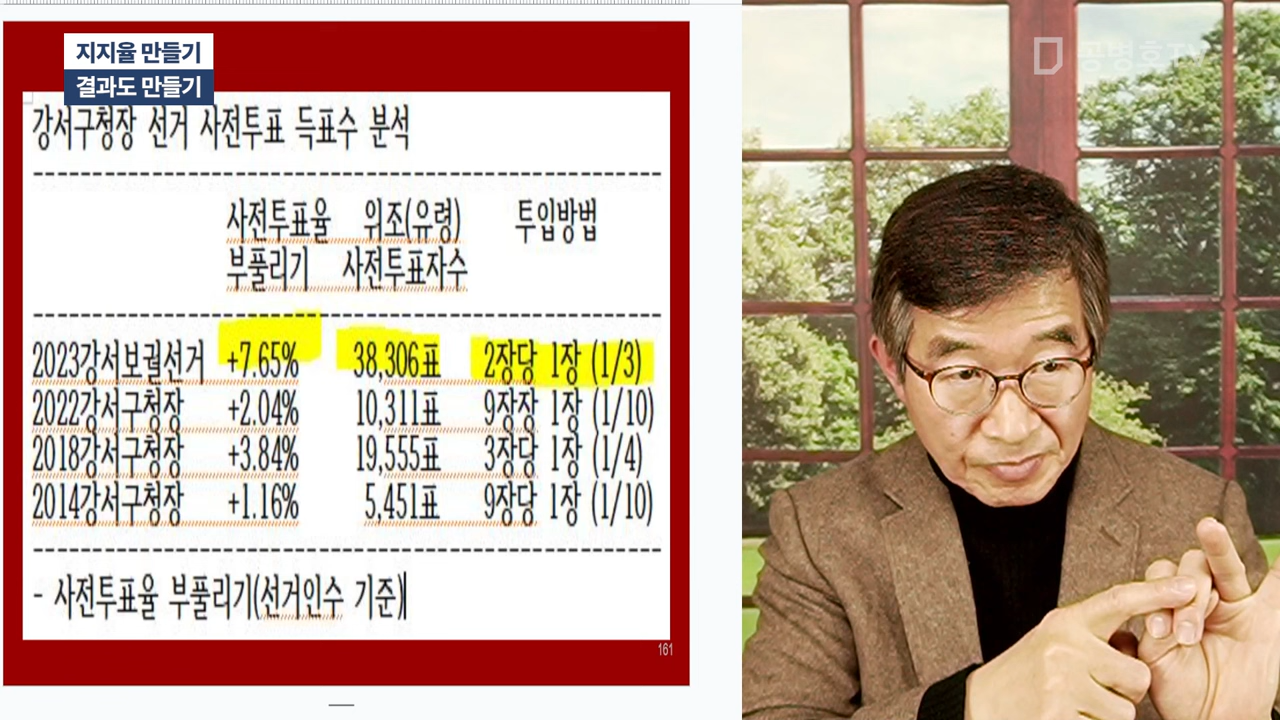 지지율 만들기
결과도 만들기
공병호TV
강서구청장 선거 사전투표 득표수 분석
사전투표율 위조(유령) 투입방법
부풀리기 사전투표자수
2023강서보궐선거 +7.65% 38,306표 2장당 1장 (1/3)
2022강서구청장 +2.04% 10,311표 9장장 1장 (1/10)
2018강서구청장 +3.84% 19,555표 3장당 1장 (1/4)
2014강서구청장 +1.16% 5,451표 9장당 1장 (1/10)
- 사전투표율 부풀리기(선거인수 기준)
161